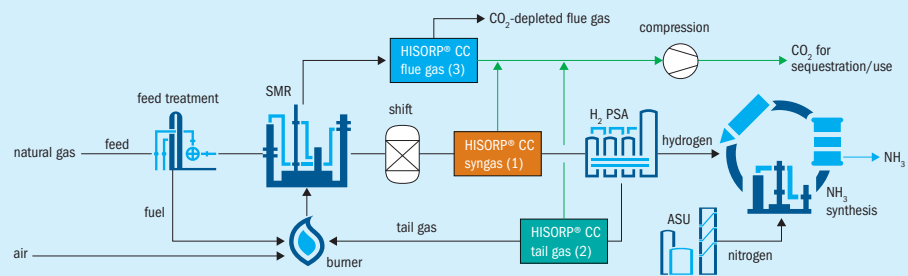 CO₂-depleted flue gas
compression
HISORP® CC
flue gas (3)
CO₂ for
sequestration/use
SMR
feed treatment
shift
H₂ PSA
natural gas
feed
HISORP® CC
syngas (1)
hydrogen
NH₃
NH₃
synthesis
fuel
tail gas
HISORP® CC
tail gas (2)
ASU
air
burner
nitrogen